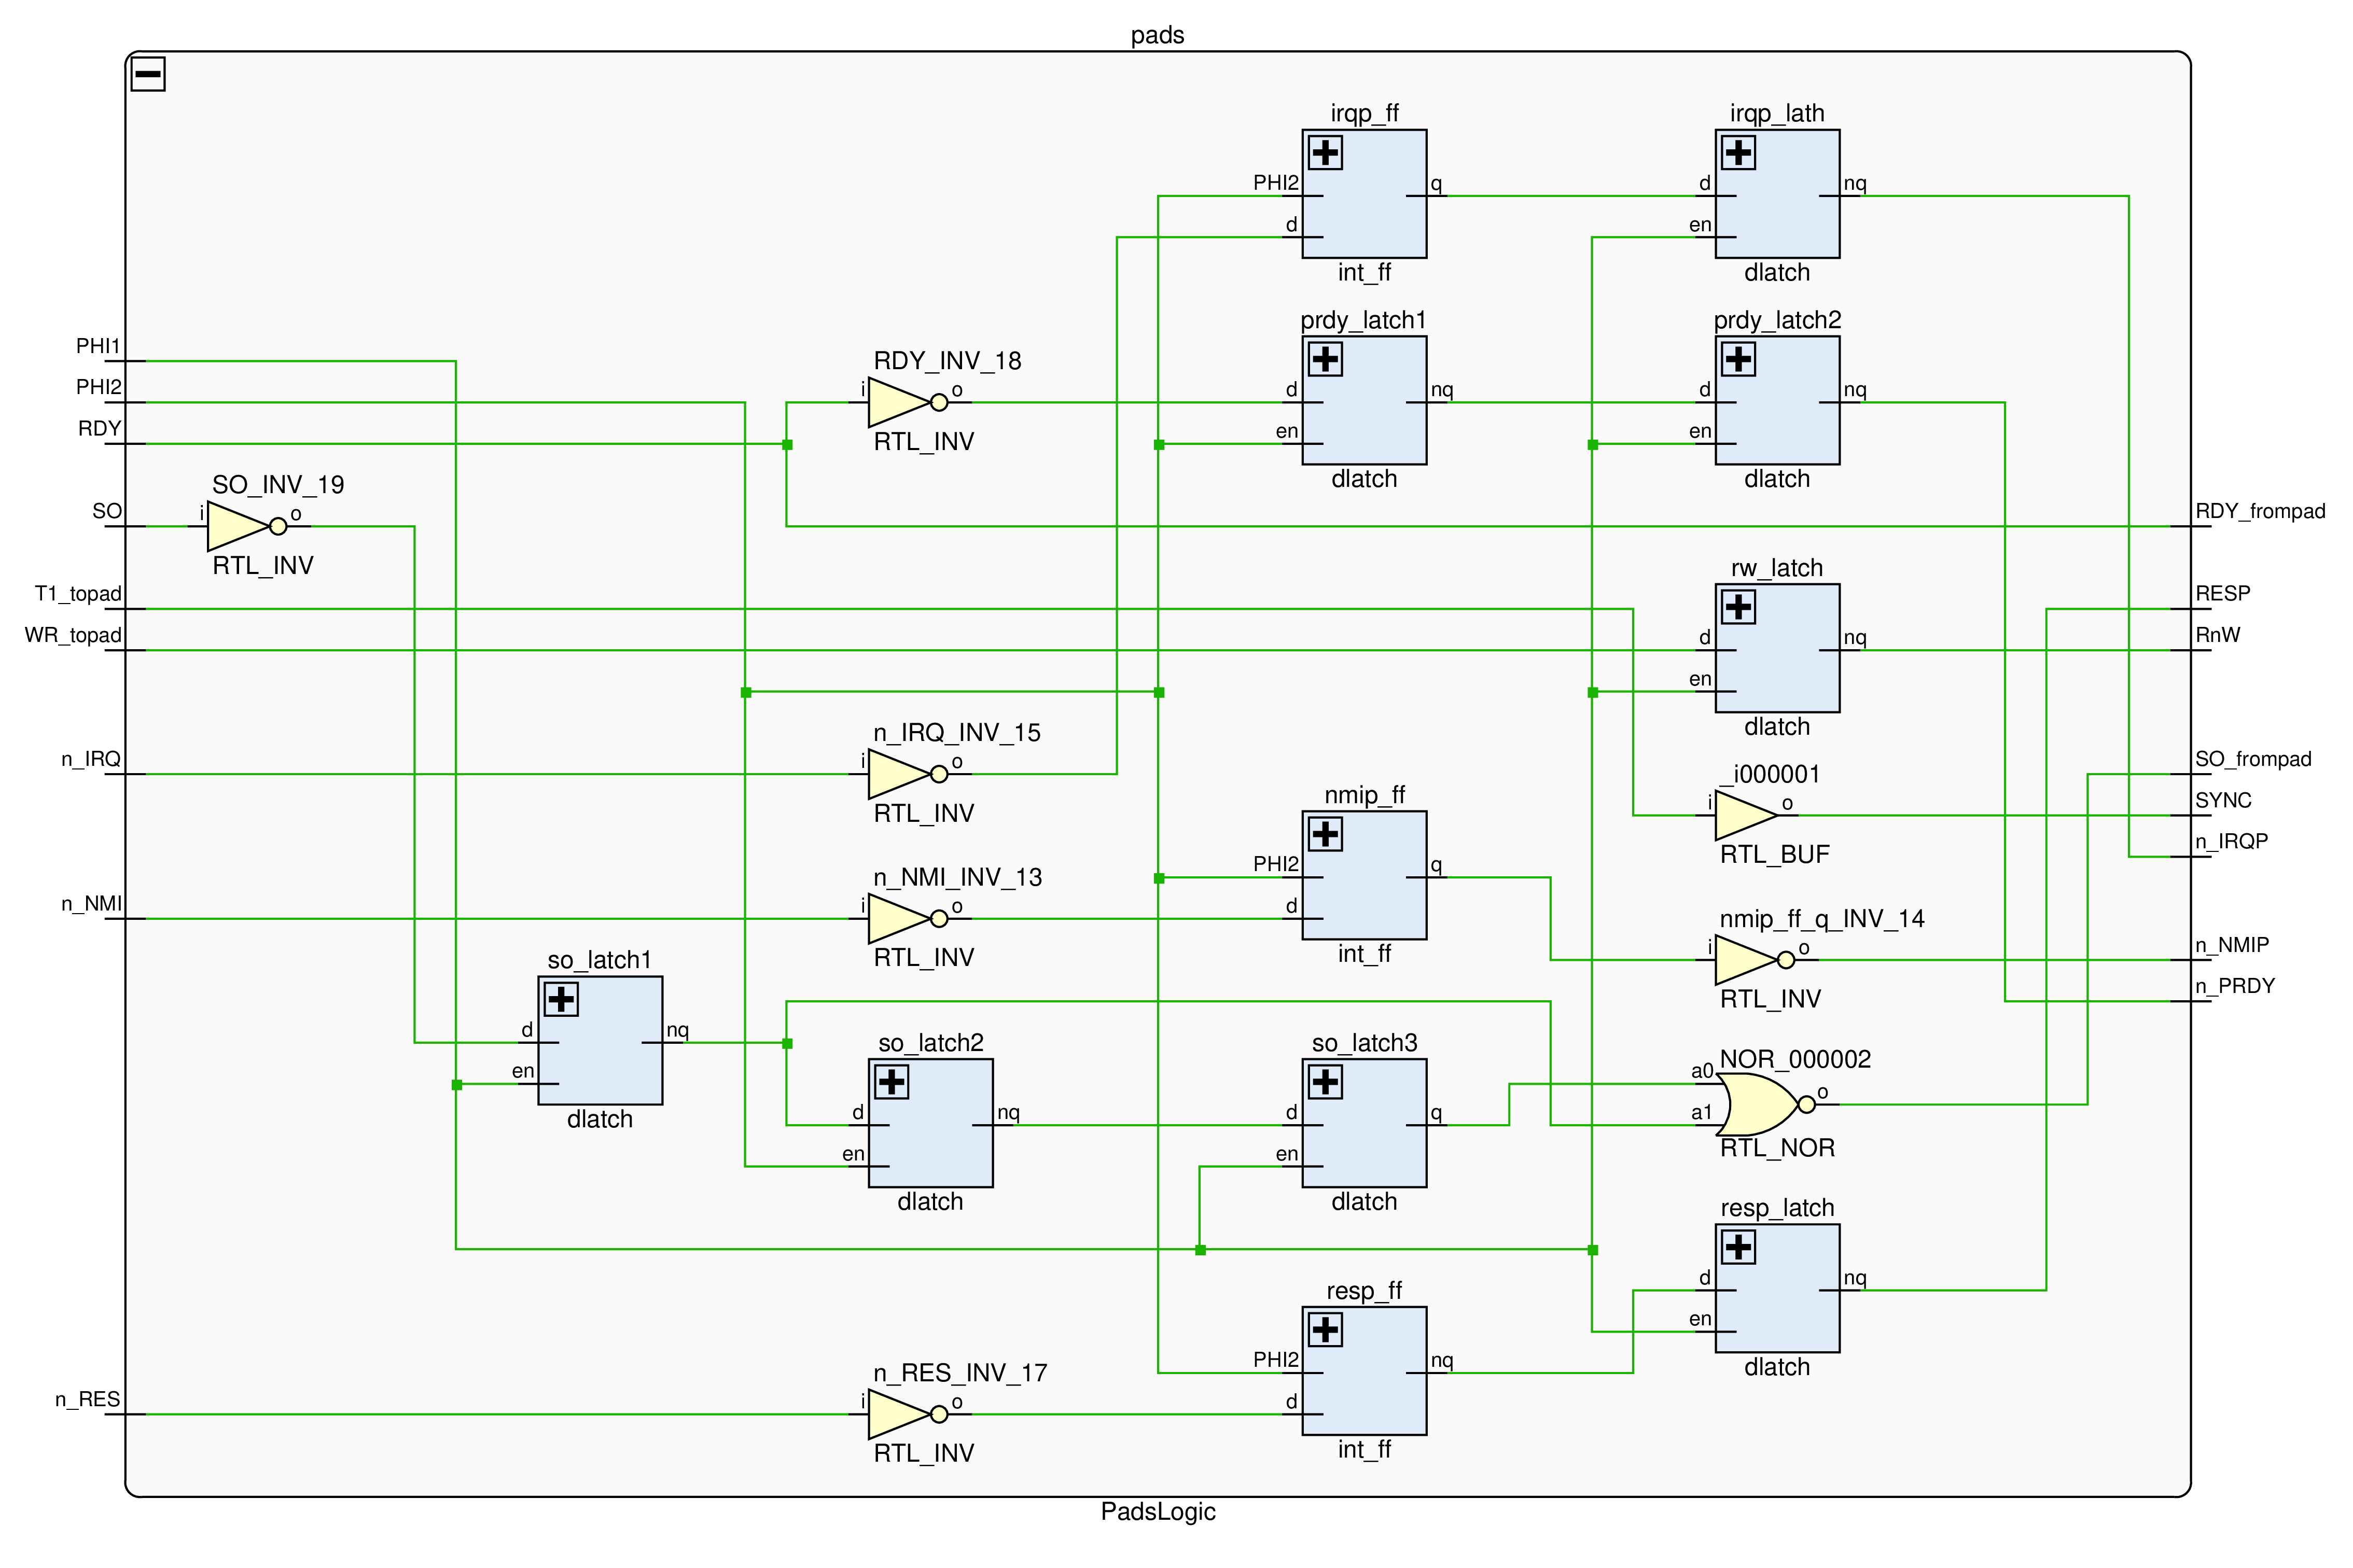 pads
irqp_ff
PHI2
d
q
int_ff
irqp_lath
d
en
nq
dlatch
prdy_latch1
d
en
nq
dlatch
prdy_latch2
d
en
nq
dlatch
PHI1
PHI2
RDY
RDY_INV_18
i
o
RTL_INV
SO
SO_INV_19
i
o
RTL_INV
RDY_frompad
T1_topad
WR_topad
rw_latch
d
en
nq
dlatch
RESP
RnW
n_IRQ
n_IRQ_INV_15
i
o
RTL_INV
_i000001
i
o
RTL_BUF
SO_frompad
SYNC
n_IRQP
nmip_ff
PHI2
d
q
int_ff
n_NMI
n_NMI_INV_13
i
o
RTL_INV
nmip_ff_q_INV_14
i
o
RTL_INV
n_NMIP
n_PRDY
so_latch1
d
en
nq
dlatch
so_latch2
d
en
nq
dlatch
so_latch3
d
en
q
dlatch
NOR_000002
a0
a1
o
RTL_NOR
resp_latch
d
en
nq
dlatch
resp_ff
PHI2
d
nq
int_ff
n_RES
n_RES_INV_17
i
o
RTL_INV
PadsLogic